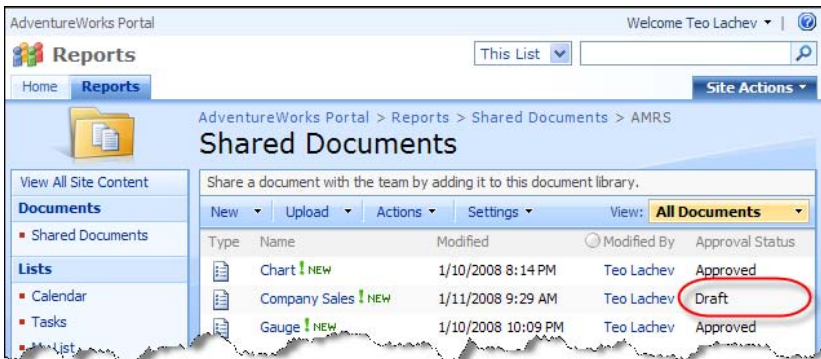 AdventureWorks Portal
Welcome Teo Lachev
Reports
This List
Home Reports
Site Actions
AdventureWorks Portal > Reports > Shared Documents > AMRS
Shared Documents
View All Site Content
Share a document with the team by adding it to this document library.
Documents
New Upload Actions Settings View: All Documents
Shared Documents
Type Name Modified Modified By Approval Status
Lists
Chart ! NEW 1/10/2008 8:14 PM Teo Lachev Approved
Calendar
Company Sales ! NEW 1/11/2008 9:29 AM Teo Lachev Draft
Tasks
Gauge ! NEW 1/10/2008 10:09 PM Teo Lachev Approved
My List